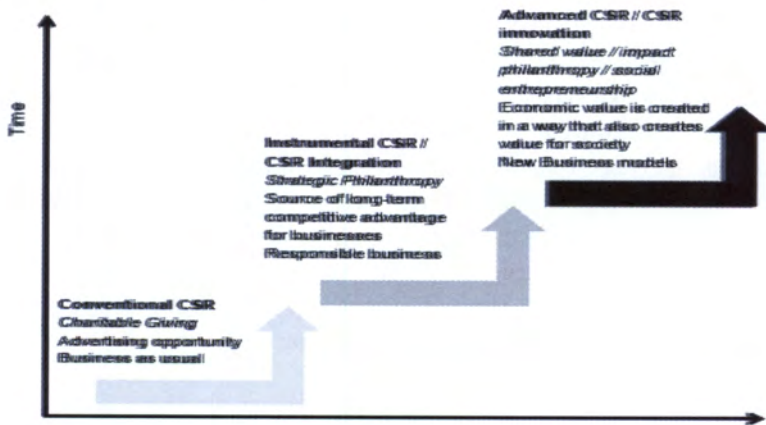 Time
Conventional CSR
Charitable Giving
Advertising opportunity
Business as usual
Instrumental CSR /
CSR Integration
Strategic Philanthropy
Source of long-term
competitive advantage
for businesses
Responsible business
Advanced CSR / CSR
innovation
Shared value / impact
philanthropy / social
entrepreneurship
Economic value is created
in a way that also creates
value for society
New Business models